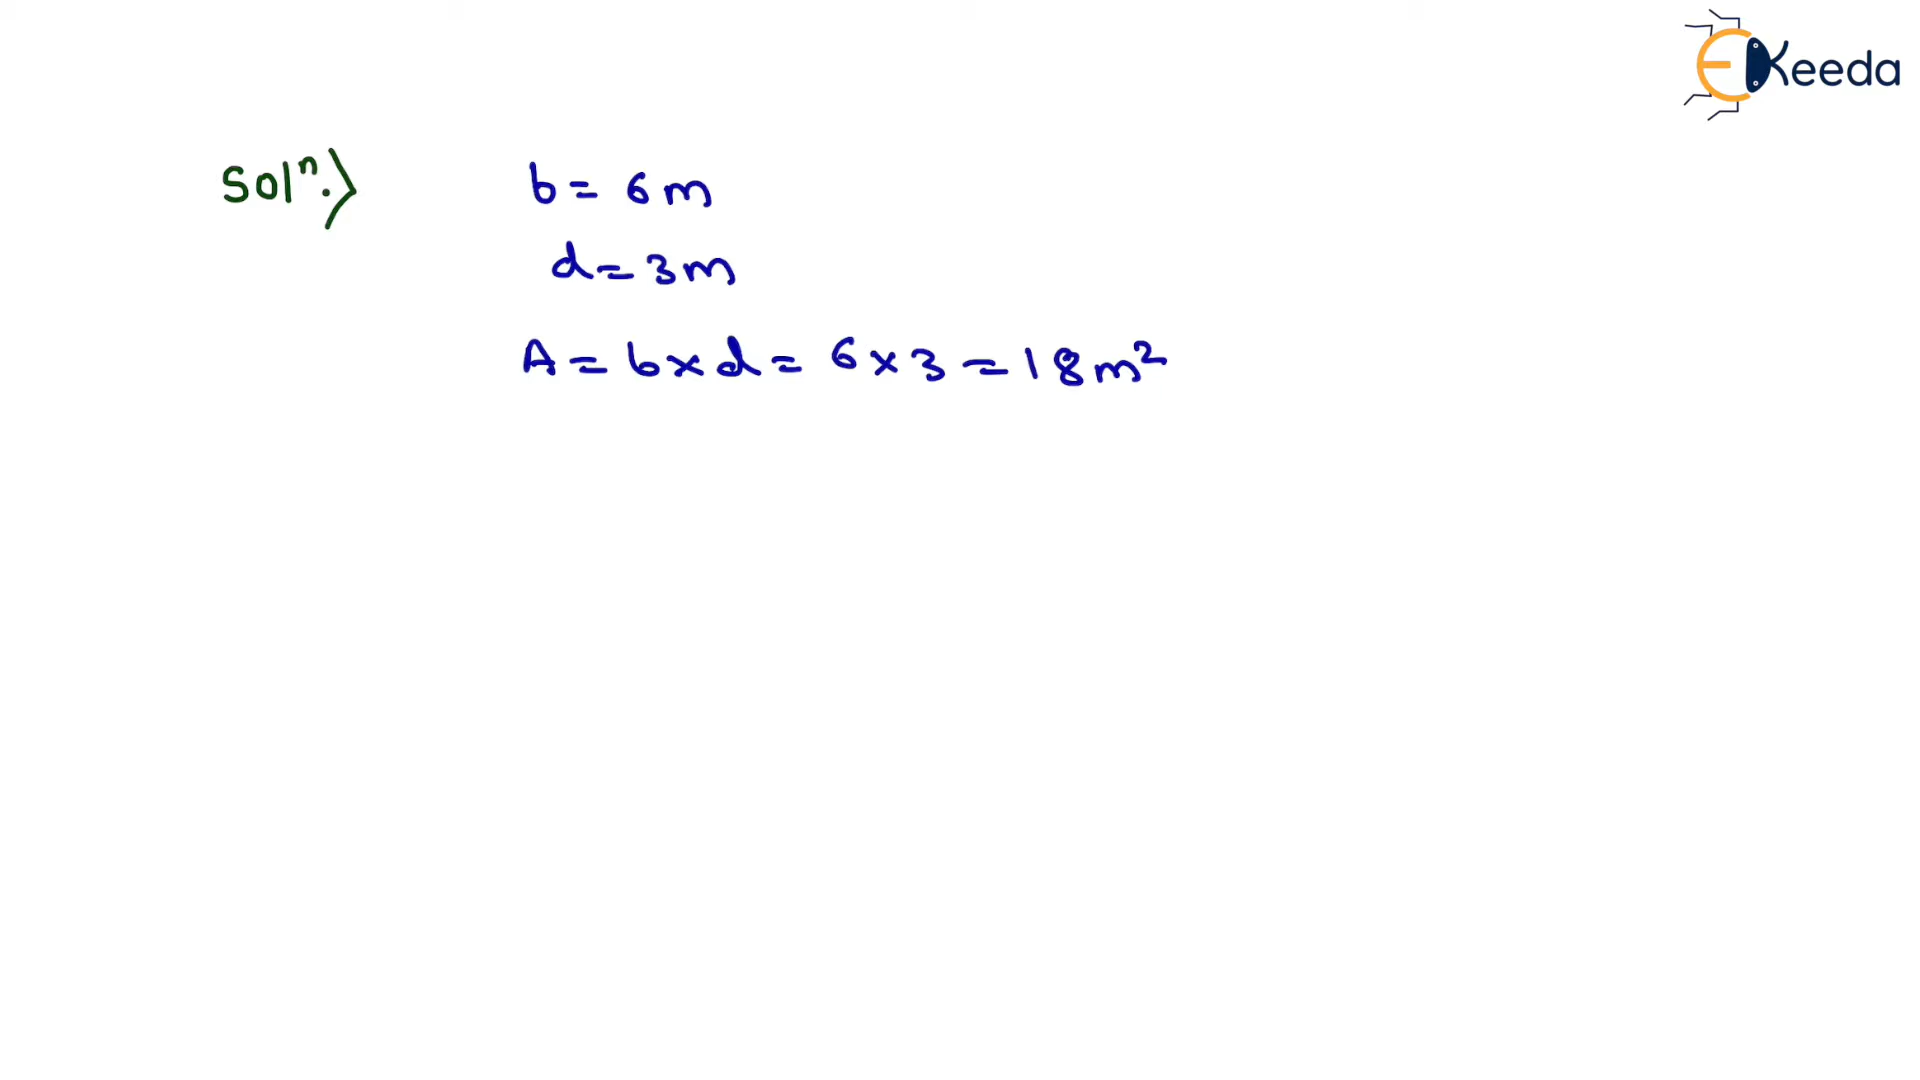 EKeeda
Solⁿ.⟩
b = 6 m
d = 3 m
A = b × d = 6 × 3 = 18 m²